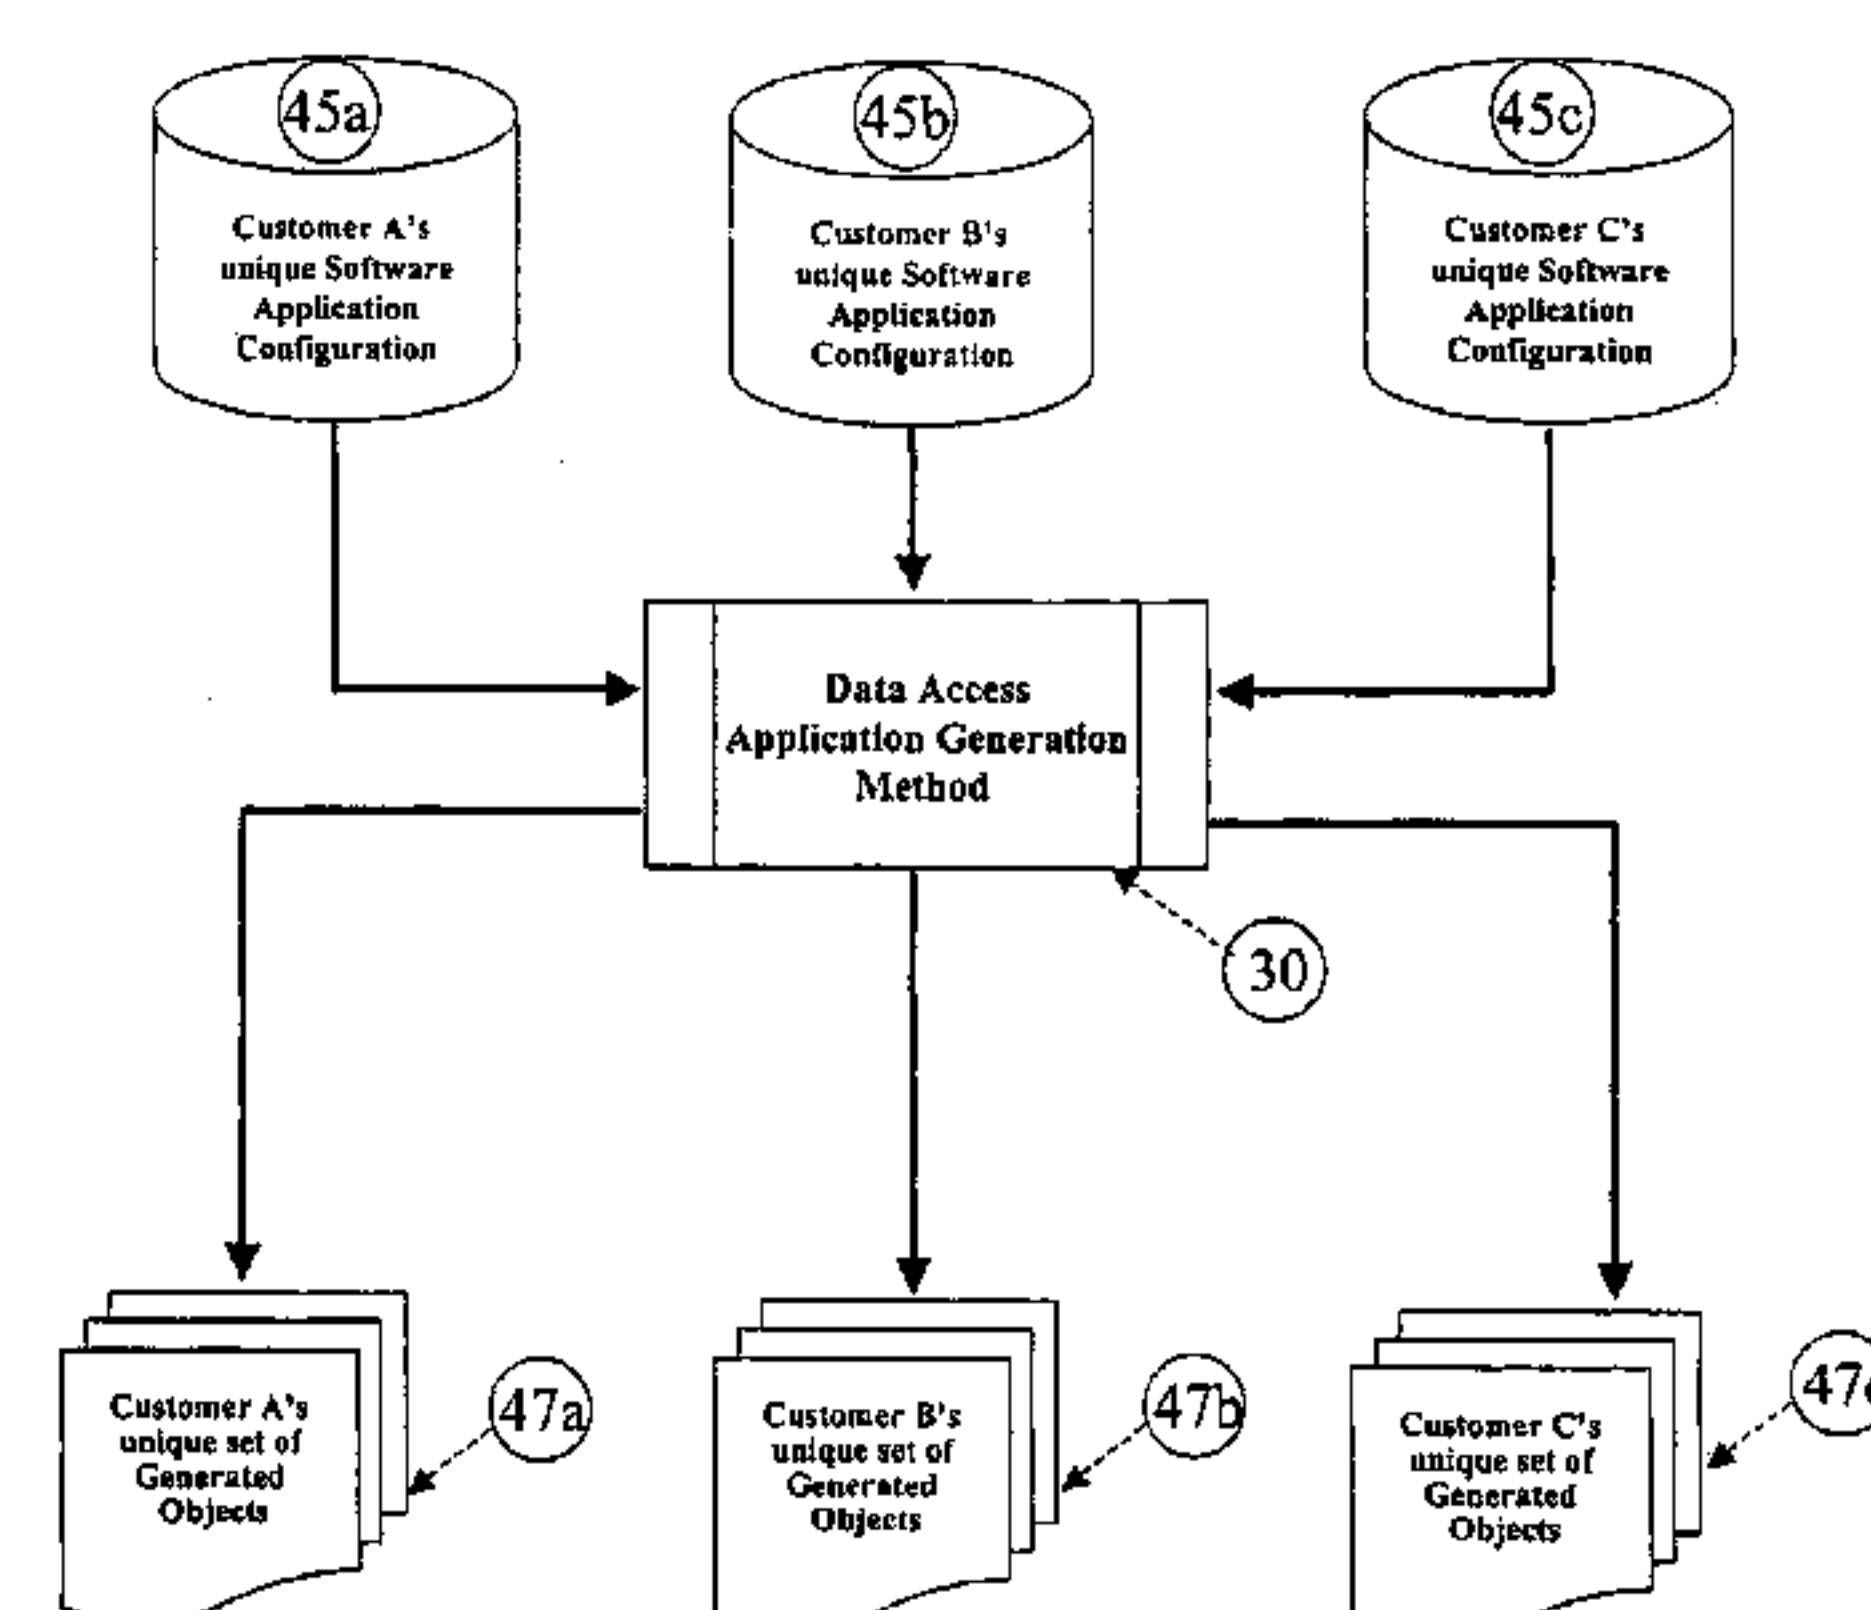 45a
45b
45c
Customer A's
unique Software
Application
Configuration
Customer B's
unique Software
Application
Configuration
Customer C's
unique Software
Application
Configuration
Data Access
Application Generation
Method
30
47a
47b
Customer A's
unique set of
Generated
Objects
Customer B's
unique set of
Generated
Objects
Customer C's
unique set of
Generated
Objects